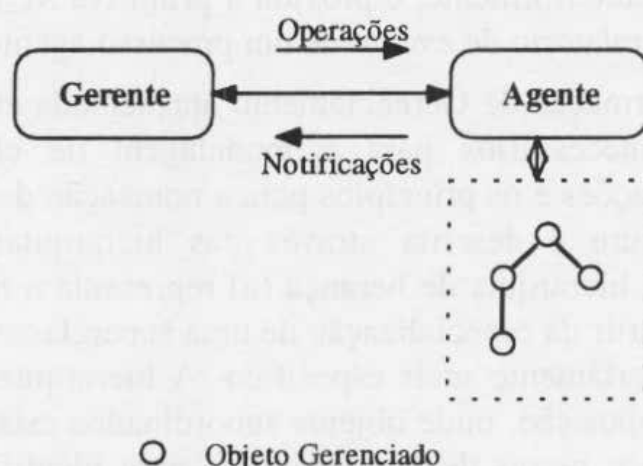 Operações
Gerente
Agente
Notificações
Objeto Gerenciado